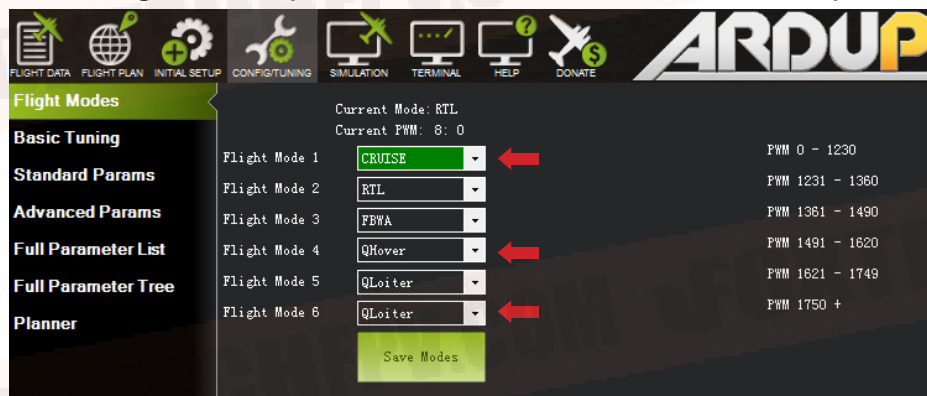 FLIGHT DATA FLIGHT PLAN INITIAL SETUP CONFIG/TUNING SIMULATION TERMINAL HELP DONATE ARDUP
Flight Modes
Basic Tuning
Standard Params
Advanced Params
Full Parameter List
Full Parameter Tree
Planner
Current Mode: RTL
Current PWM: 8: 0
Flight Mode 1 CRUISE PWM 0 - 1230
Flight Mode 2 RTL PWM 1231 - 1360
Flight Mode 3 FBWA PWM 1361 - 1490
Flight Mode 4 QHover PWM 1491 - 1620
Flight Mode 5 QLoiter PWM 1621 - 1749
Flight Mode 6 QLoiter PWM 1750 +
Save Modes